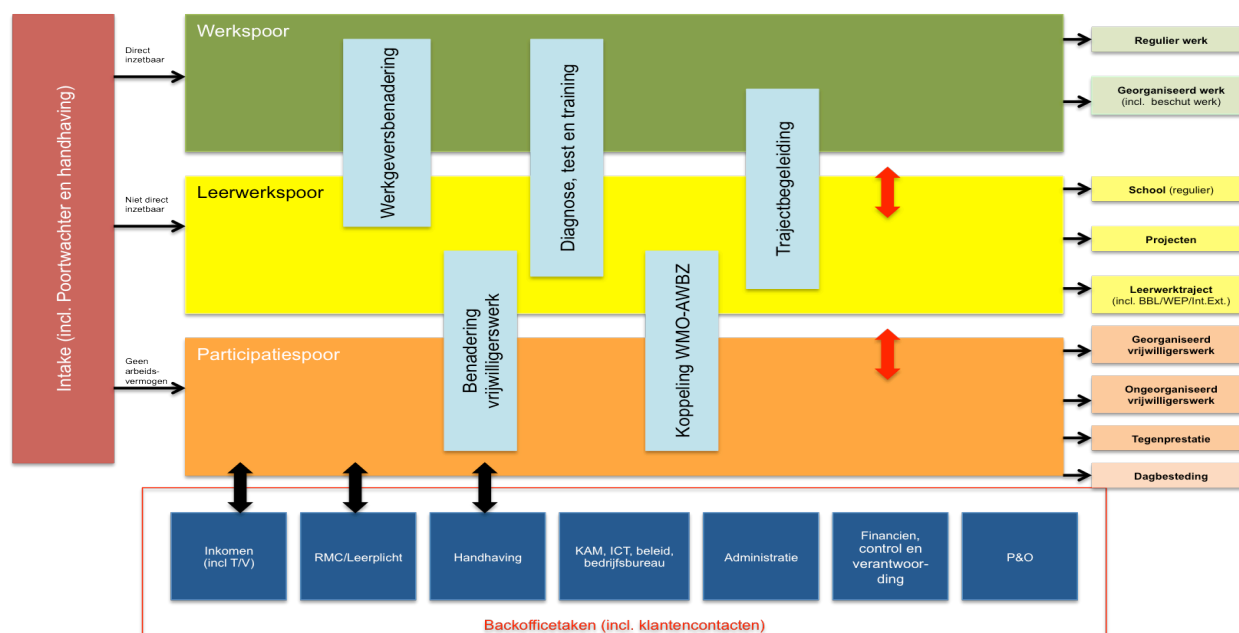 Intake (incl. Poortwachter en handhaving)
Direct
inzetbaar
Niet direct
inzetbaar
Geen
arbeids-
vermogen
Werkspoor
Leerwerkspoor
Participatiespoor
Werkgeversbenadering
Diagnose, test en training
Trajectbegeleiding
Benadering
vrijwilligerswerk
Koppeling WMO-AWBZ
Regulier werk
Georganiseerd werk
(incl. beschut werk)
School (regulier)
Projecten
Leerwerktraject
(incl. BBL/WEP/Int.Ext.)
Georganiseerd
vrijwilligerswerk
Ongeorganiseerd
vrijwilligerswerk
Tegenprestatie
Dagbesteding
Inkomen
(incl T/V)
RMC/Leerplicht
Handhaving
KAM, ICT, beleid,
bedrijfsbureau
Administratie
Financien,
control en
verantwoor-
ding
P&O
Backofficetaken (incl. klantencontacten)